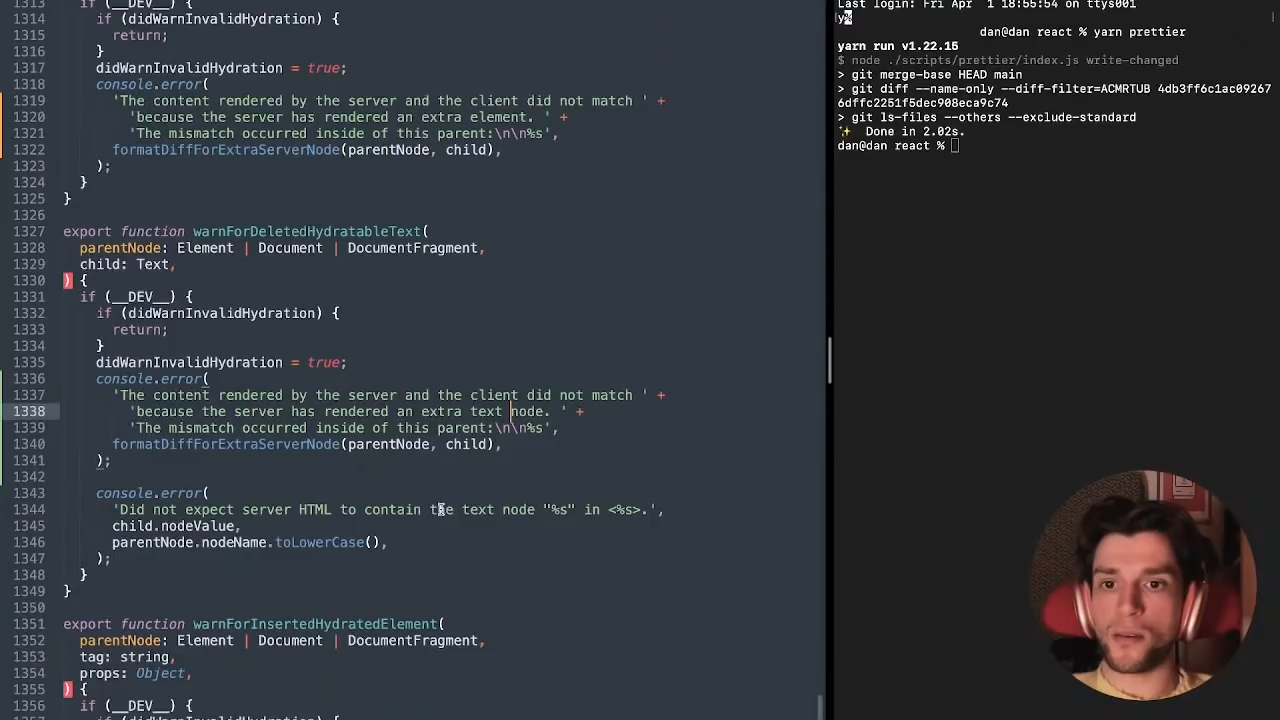 1313 if (__DEV__) {
1314 if (didWarnInvalidHydration) {
1315 return;
1316 }
1317 didWarnInvalidHydration = true;
1318 console.error(
1319 'The content rendered by the server and the client did not match ' +
1320 'because the server has rendered an extra element. ' +
1321 'The mismatch occurred inside of this parent:\n\n%s',
1322 formatDiffForExtraServerNode(parentNode, child),
1323 );
1324 }
1325 }
1326
1327 export function warnForDeletedHydratableText(
1328 parentNode: Element | Document | DocumentFragment,
1329 child: Text,
1330 ) {
1331 if (__DEV__) {
1332 if (didWarnInvalidHydration) {
1333 return;
1334 }
1335 didWarnInvalidHydration = true;
1336 console.error(
1337 'The content rendered by the server and the client did not match ' +
1338 'because the server has rendered an extra text node. ' +
1339 'The mismatch occurred inside of this parent:\n\n%s',
1340 formatDiffForExtraServerNode(parentNode, child),
1341 );
1342
1343 console.error(
1344 'Did not expect server HTML to contain the text node "%s" in <%s>.',
1345 child.nodeValue,
1346 parentNode.nodeName.toLowerCase(),
1347 );
1348 }
1349 }
1350
1351 export function warnForInsertedHydratedElement(
1352 parentNode: Element | Document | DocumentFragment,
1353 tag: string,
1354 props: Object,
1355 ) {
1356 if (__DEV__) {
if (didWarnInvalidHydration) {
Last login: Fri Apr 1 18:55:54 on ttys001
y%
dan@dan react % yarn prettier
yarn run v1.22.15
$ node ./scripts/prettier/index.js write-changed
> git merge-base HEAD main
> git diff --name-only --diff-filter=ACMRTUB 4db3ff6c1ac09267
6dffc2251f5dec908eca9c74
> git ls-files --others --exclude-standard
✨ Done in 2.02s.
dan@dan react %